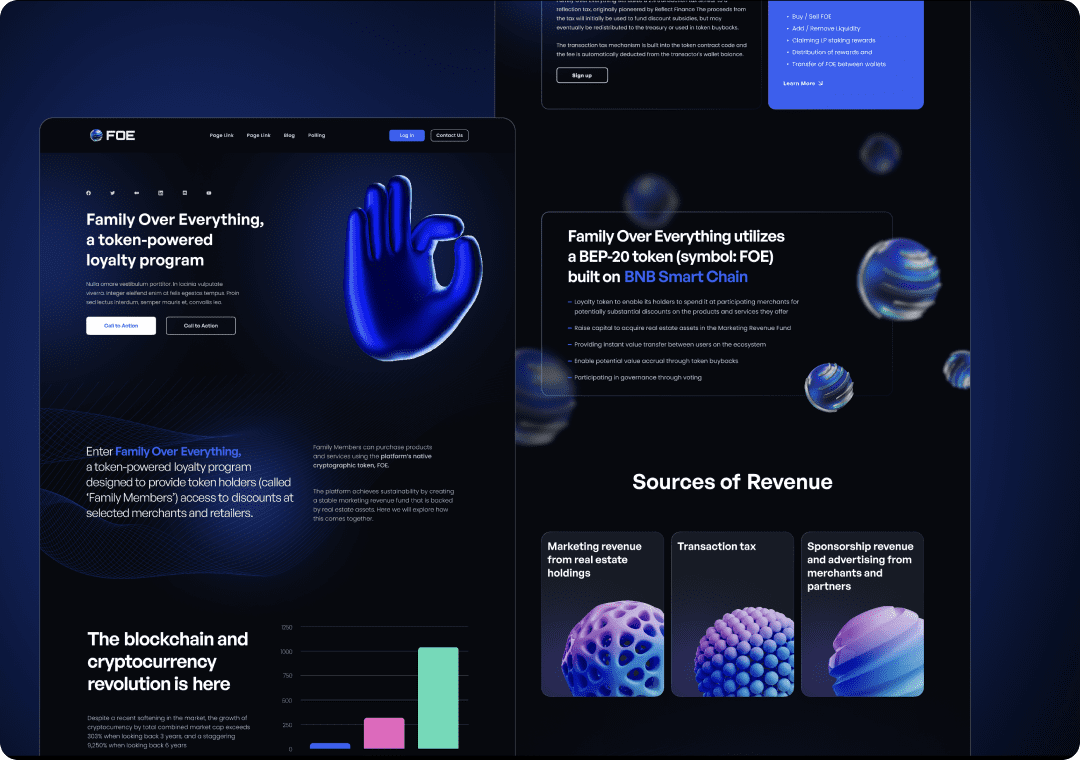 FOE
Page Link
Page Link
Blog
Polling
Log In
Contact Us
Family Over Everything,
a token-powered
loyalty program
Nulla ornare vestibulum porttitor. In lacinia vulputate
viverra. Integer eleifend enim at felis egestas tempus. Proin
sed lectus interdum, semper mauris et, convallis leo.
Call to Action
Call to Action
Enter Family Over Everything,
a token-powered loyalty program
designed to provide token holders (called
‘Family Members’) access to discounts at
selected merchants and retailers.
Family Members can purchase products
and services using the platform's native
cryptographic token, FOE.
The platform achieves sustainability by creating
a stable marketing revenue fund that is backed
by real estate assets. Here we will explore how
this comes together.
The blockchain and
cryptocurrency
revolution is here
Despite a recent softening in the market, the growth of
cryptocurrency by total combined market cap exceeds
303% when looking back 3 years, and a staggering
9,250% when looking back 6 years
1250
1000
750
500
250
0
reflection tax, originally pioneered by Reflect Finance The proceeds from
the tax will initially be used to fund discount subsidies, but may
eventually be redistributed to the treasury or used in token buybacks.
The transaction tax mechanism is built into the token contract code and
the fee is automatically deducted from the transactor's wallet balance.
Sign up
• Buy / Sell FOE
• Add / Remove Liquidity
• Claiming LP staking rewards
• Distribution of rewards and
• Transfer of FOE between wallets
Learn More
Family Over Everything utilizes
a BEP-20 token (symbol: FOE)
built on BNB Smart Chain
– Loyalty token to enable its holders to spend it at participating merchants for
potentially substantial discounts on the products and services they offer
– Raise capital to acquire real estate assets in the Marketing Revenue Fund
– Providing instant value transfer between users on the ecosystem
– Enable potential value accrual through token buybacks
– Participating in governance through voting
Sources of Revenue
Marketing revenue
from real estate
holdings
Transaction tax
Sponsorship revenue
and advertising from
merchants and
partners